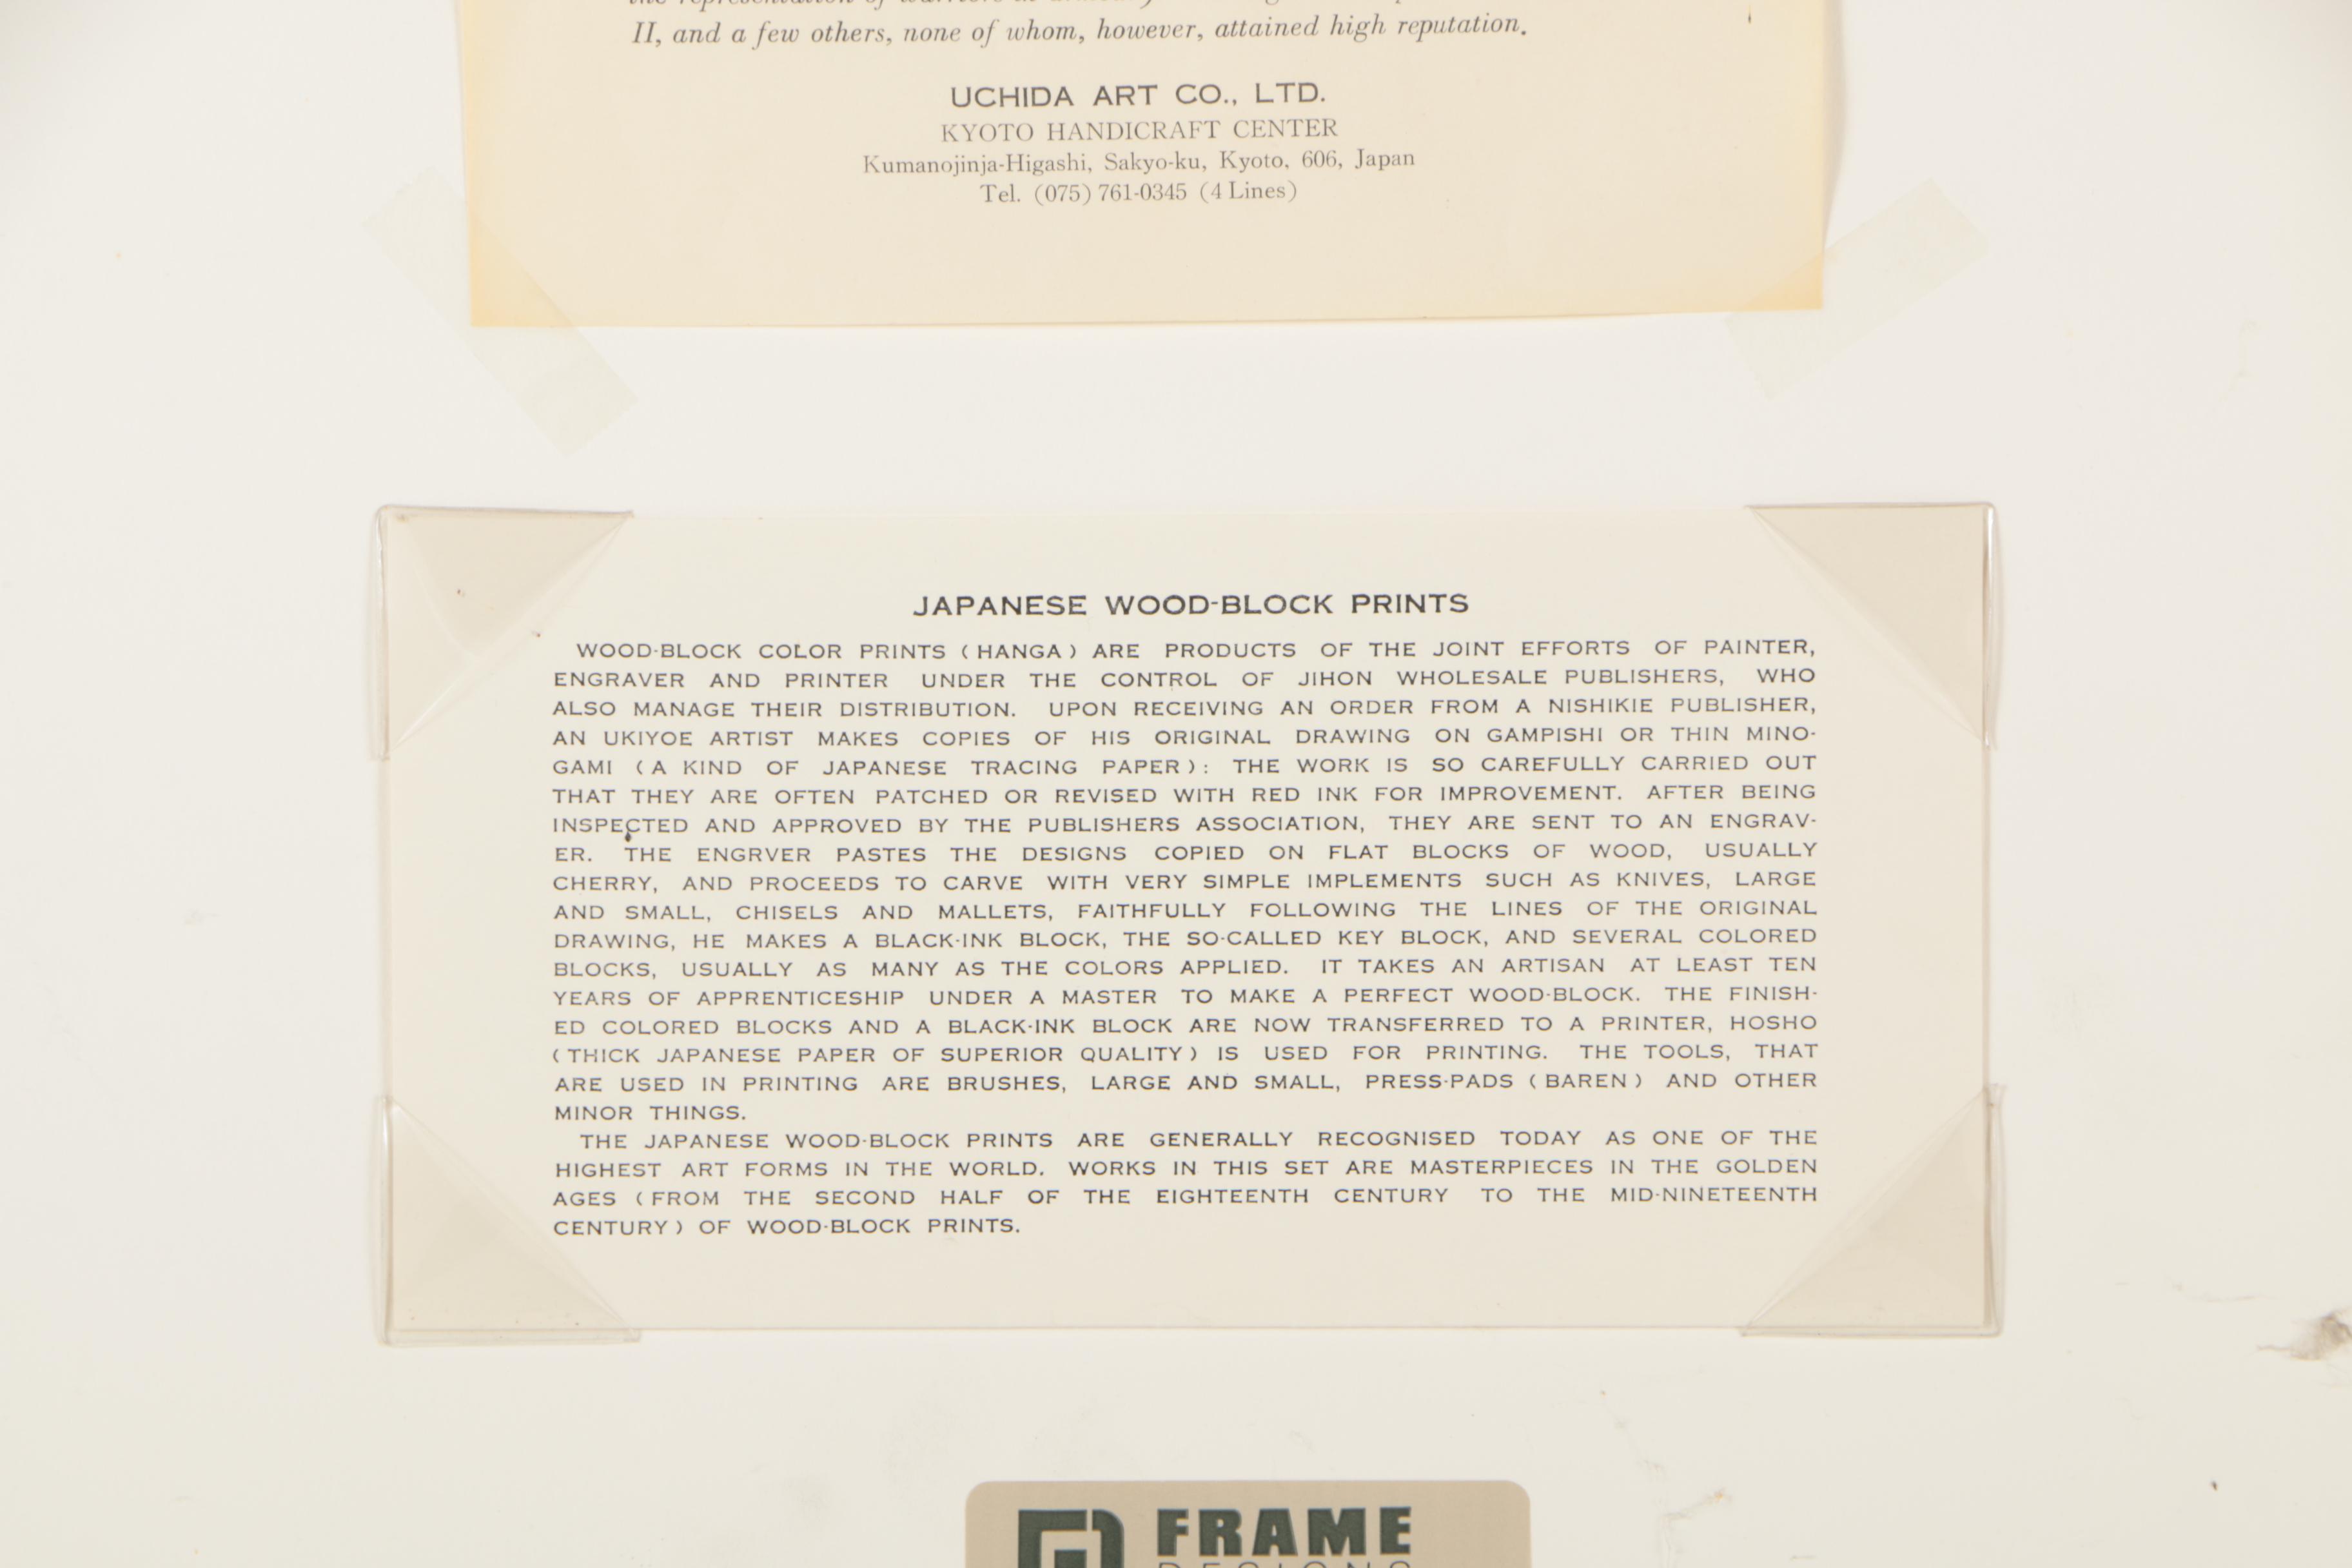 the representation of warriors
II, and a few others, none of whom, however, attained high reputation.
UCHIDA ART CO., LTD.
KYOTO HANDICRAFT CENTER
Kumanojinja-Higashi, Sakyo-ku, Kyoto, 606, Japan
Tel. (075) 761-0345 (4 Lines)
JAPANESE WOOD-BLOCK PRINTS
WOOD-BLOCK COLOR PRINTS (HANGA) ARE PRODUCTS OF THE JOINT EFFORTS OF PAINTER,
ENGRAVER AND PRINTER UNDER THE CONTROL OF JIHON WHOLESALE PUBLISHERS, WHO
ALSO MANAGE THEIR DISTRIBUTION. UPON RECEIVING AN ORDER FROM A NISHIKIE PUBLISHER,
AN UKIYOE ARTIST MAKES COPIES OF HIS ORIGINAL DRAWING ON GAMPISHI OR THIN MINO-
GAMI (A KIND OF JAPANESE TRACING PAPER): THE WORK IS SO CAREFULLY CARRIED OUT
THAT THEY ARE OFTEN PATCHED OR REVISED WITH RED INK FOR IMPROVEMENT. AFTER BEING
INSPECTED AND APPROVED BY THE PUBLISHERS ASSOCIATION, THEY ARE SENT TO AN ENGRAV-
ER. THE ENGRVER PASTES THE DESIGNS COPIED ON FLAT BLOCKS OF WOOD, USUALLY
CHERRY, AND PROCEEDS TO CARVE WITH VERY SIMPLE IMPLEMENTS SUCH AS KNIVES, LARGE
AND SMALL, CHISELS AND MALLETS, FAITHFULLY FOLLOWING THE LINES OF THE ORIGINAL
DRAWING, HE MAKES A BLACK-INK BLOCK, THE SO-CALLED KEY BLOCK, AND SEVERAL COLORED
BLOCKS, USUALLY AS MANY AS THE COLORS APPLIED. IT TAKES AN ARTISAN AT LEAST TEN
YEARS OF APPRENTICESHIP UNDER A MASTER TO MAKE A PERFECT WOOD-BLOCK. THE FINISH-
ED COLORED BLOCKS AND A BLACK-INK BLOCK ARE NOW TRANSFERRED TO A PRINTER, HOSHO
(THICK JAPANESE PAPER OF SUPERIOR QUALITY) IS USED FOR PRINTING. THE TOOLS, THAT
ARE USED IN PRINTING ARE BRUSHES, LARGE AND SMALL, PRESS-PADS (BAREN) AND OTHER
MINOR THINGS.
THE JAPANESE WOOD-BLOCK PRINTS ARE GENERALLY RECOGNISED TODAY AS ONE OF THE
HIGHEST ART FORMS IN THE WORLD. WORKS IN THIS SET ARE MASTERPIECES IN THE GOLDEN
AGES (FROM THE SECOND HALF OF THE EIGHTEENTH CENTURY TO THE MID-NINETEENTH
CENTURY) OF WOOD-BLOCK PRINTS.
FRAME
DESIGNS